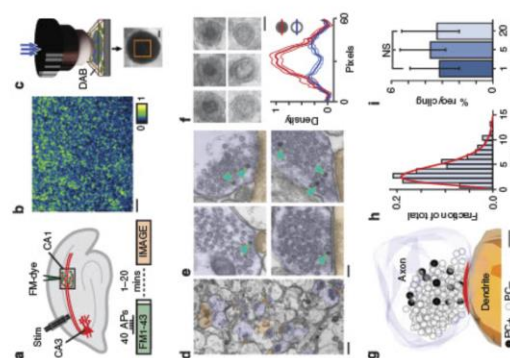 a
Stim
FM-dye
CA1
CA3
40 APs
1–20
mins
FM1-43
IMAGE
b
0
1
c
DAB
d
e
f
Density
1
0
0
60
Pixels
g
Axon
Dendrite
h
Fraction of total
0.2
0.0
0
5
10
15
NS
% recycling
6
0
1
5
20